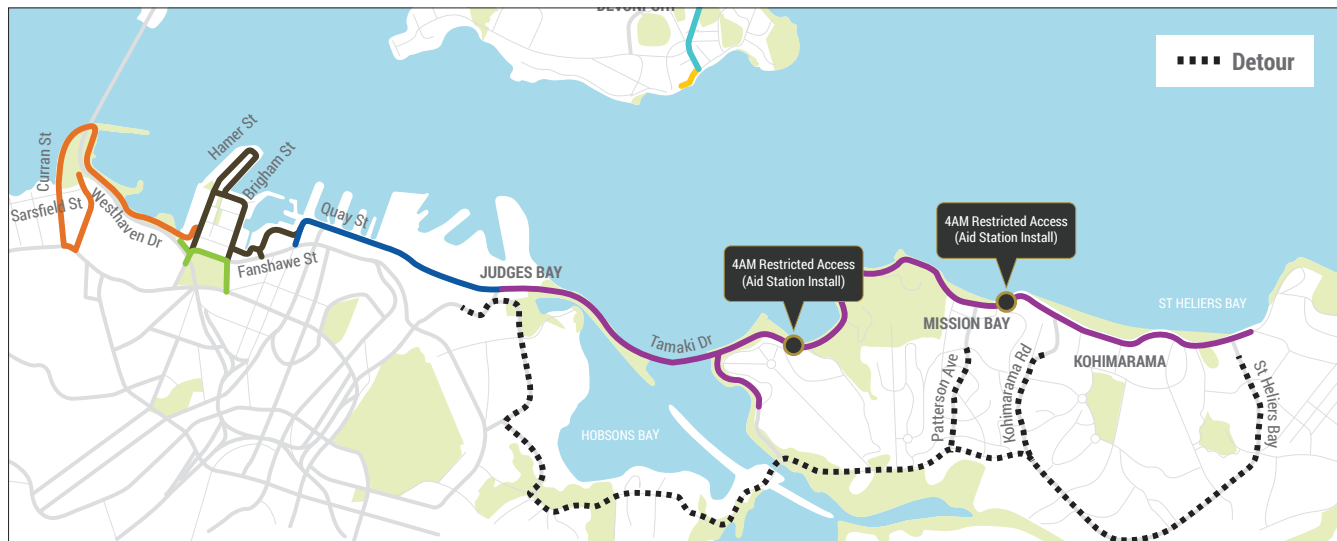 DEVONPORT
Detour
Hamer St
Curran St
Brigham St
Sarsfield St
Westhaven Dr
Quay St
Fanshawe St
JUDGES BAY
4AM Restricted Access
(Aid Station Install)
4AM Restricted Access
(Aid Station Install)
ST HELIERS BAY
MISSION BAY
Tamaki Dr
KOHIMARAMA
Patterson Ave
Kohimarama Rd
St Heliers Bay
HOBSONS BAY